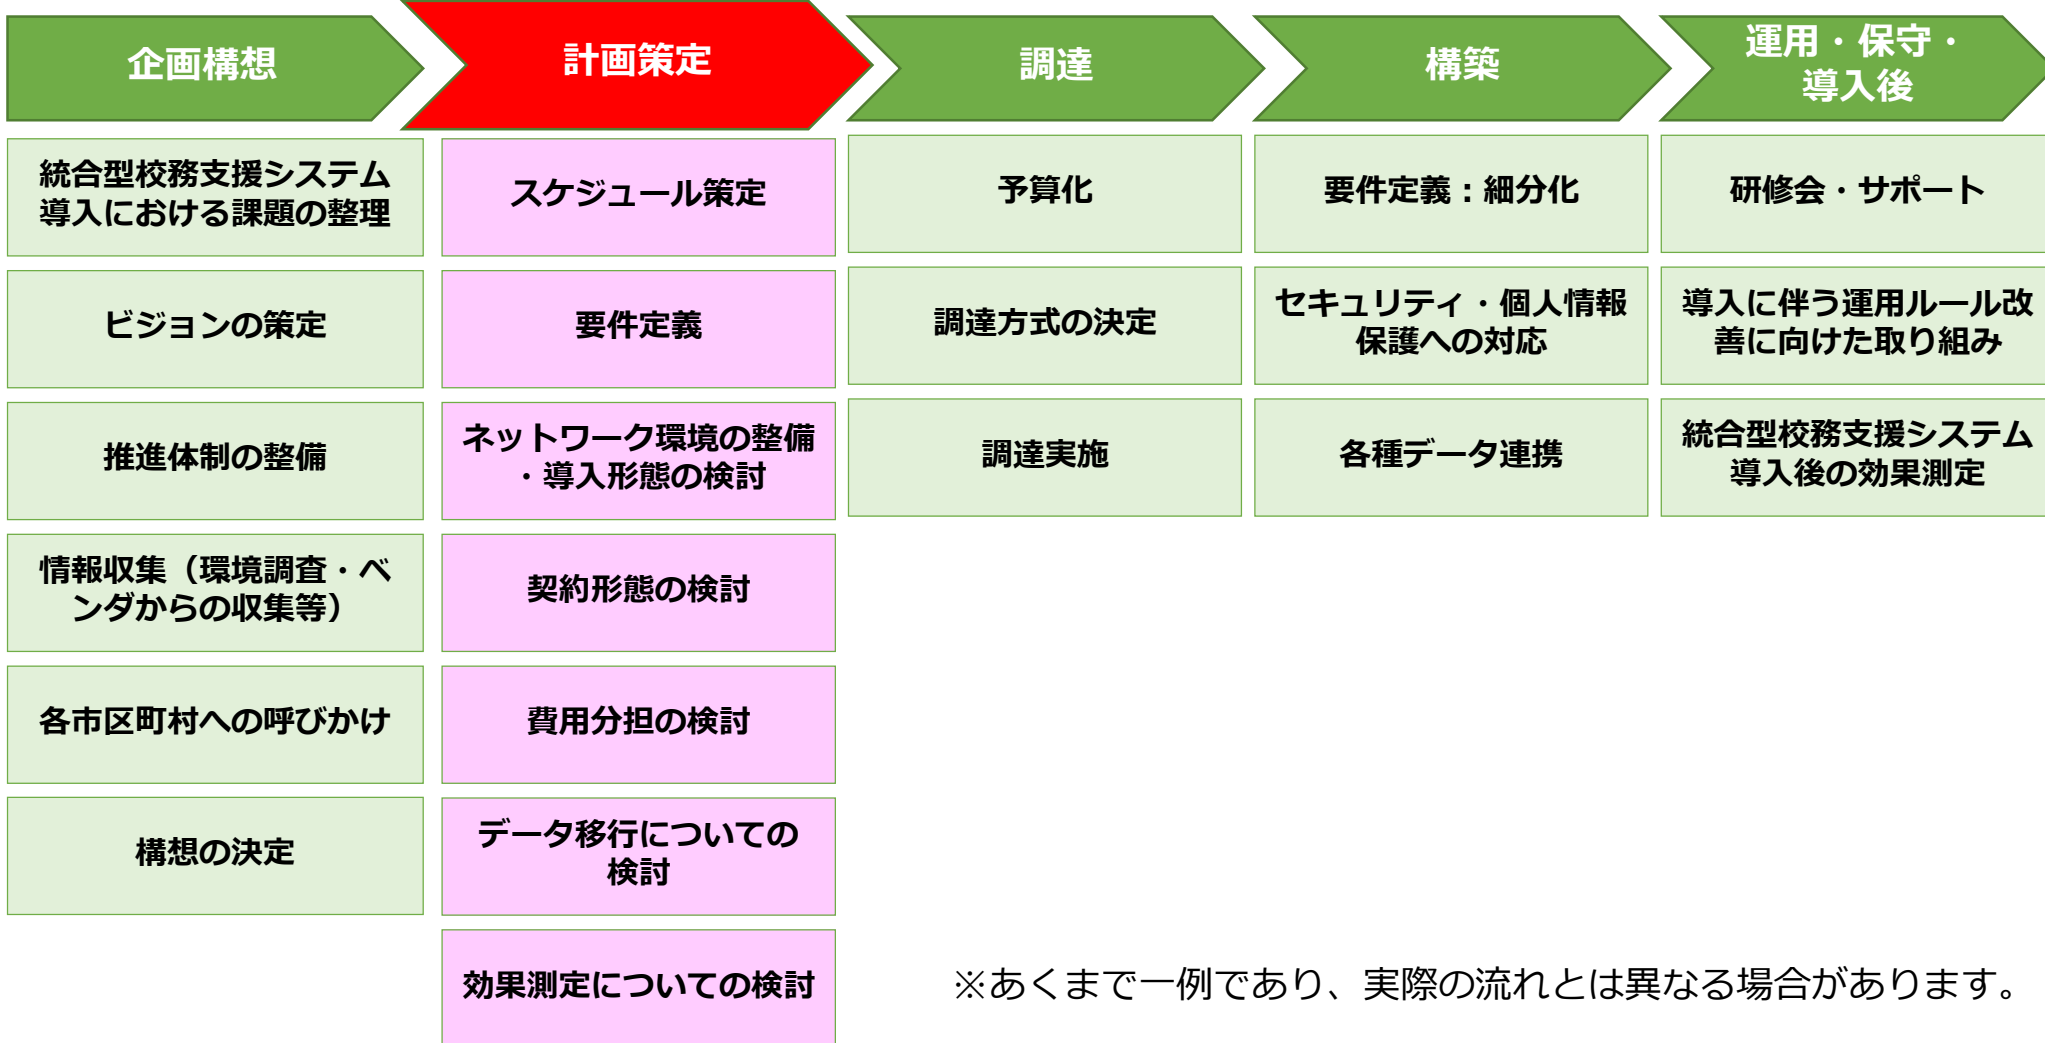 企画構想
計画策定
調達
構築
運用・保守・
導入後
統合型校務支援システム
導入における課題の整理
ビジョンの策定
推進体制の整備
情報収集（環境調査・ベ
ンダからの収集等）
各市区町村への呼びかけ
構想の決定
スケジュール策定
要件定義
ネットワーク環境の整備
・導入形態の検討
契約形態の検討
費用分担の検討
データ移行についての
検討
効果測定についての検討
予算化
調達方式の決定
調達実施
要件定義：細分化
セキュリティ・個人情報
保護への対応
各種データ連携
研修会・サポート
導入に伴う運用ルール改
善に向けた取り組み
統合型校務支援システム
導入後の効果測定
※あくまで一例であり、実際の流れとは異なる場合があります。